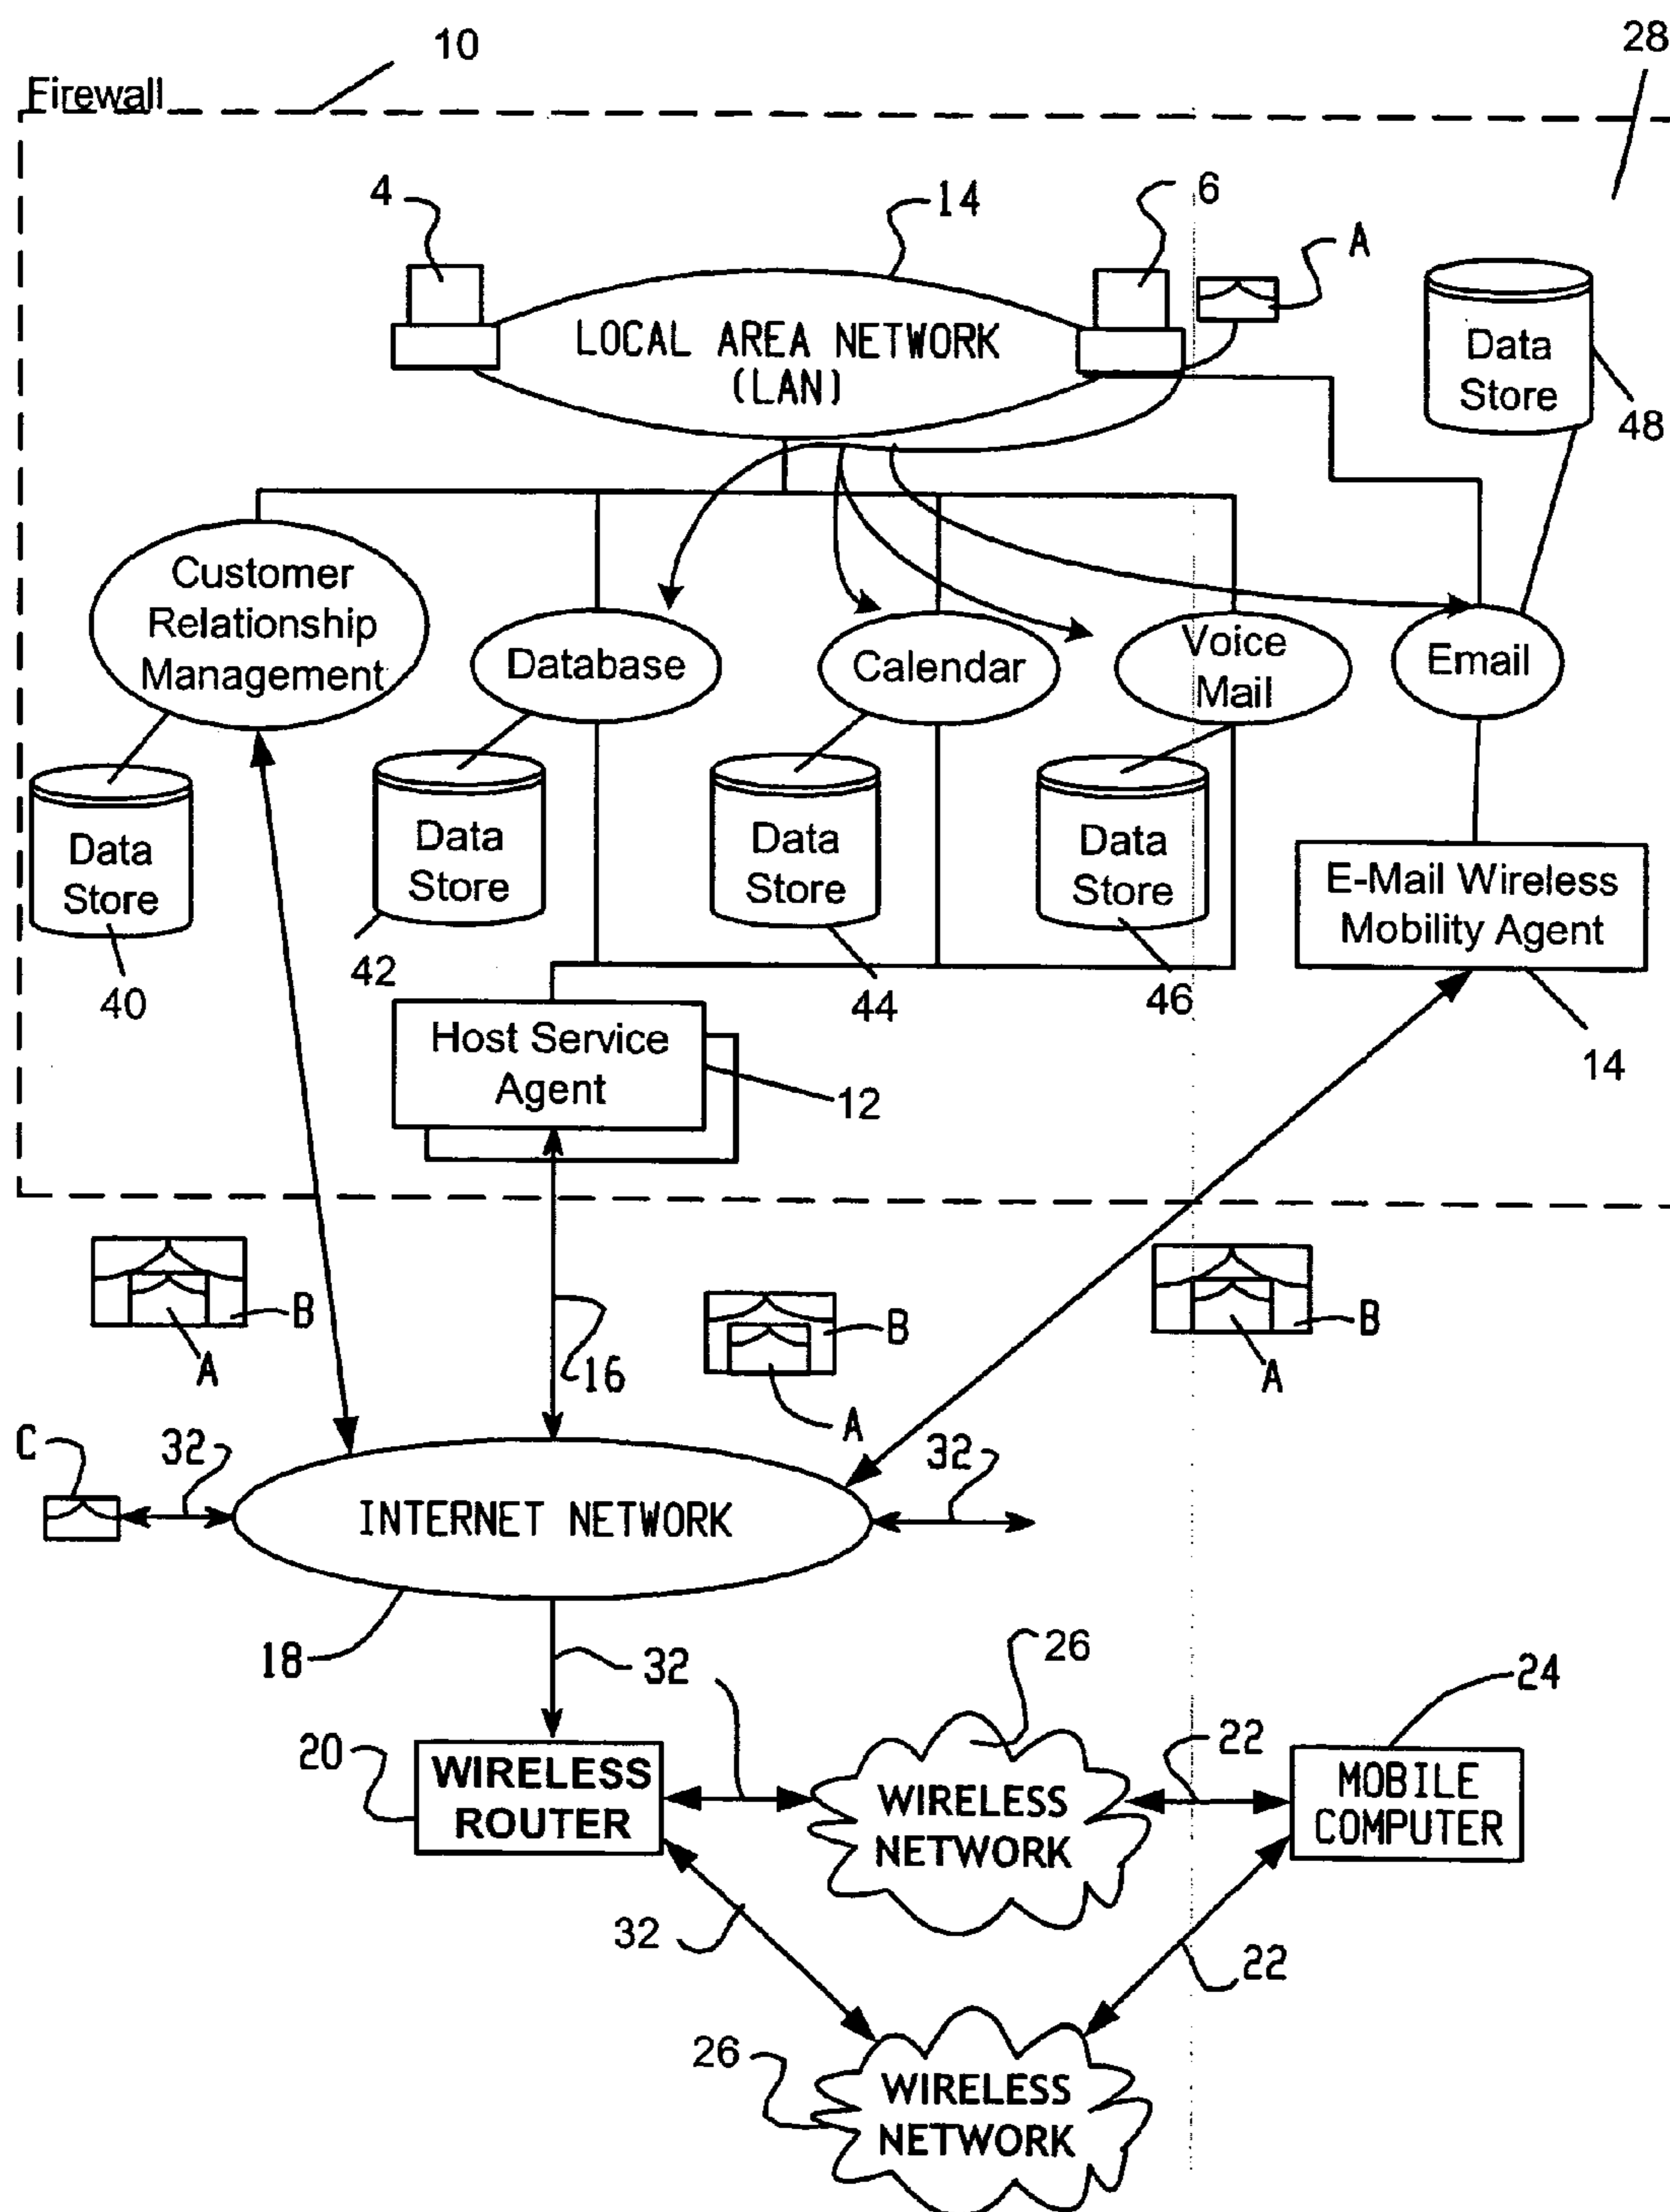 10
28
Firewall
4
14
6
A
LOCAL AREA NETWORK
(LAN)
Data
Store
48
Customer
Relationship
Management
Database
Calendar
Voice
Mail
Email
Data
Store
40
Data
Store
42
Data
Store
44
Data
Store
46
E-Mail Wireless
Mobility Agent
14
Host Service
Agent
12
B
A
16
B
A
B
A
C
32
32
INTERNET NETWORK
18
32
26
24
20
WIRELESS
ROUTER
WIRELESS
NETWORK
22
MOBILE
COMPUTER
32
22
26
WIRELESS
NETWORK